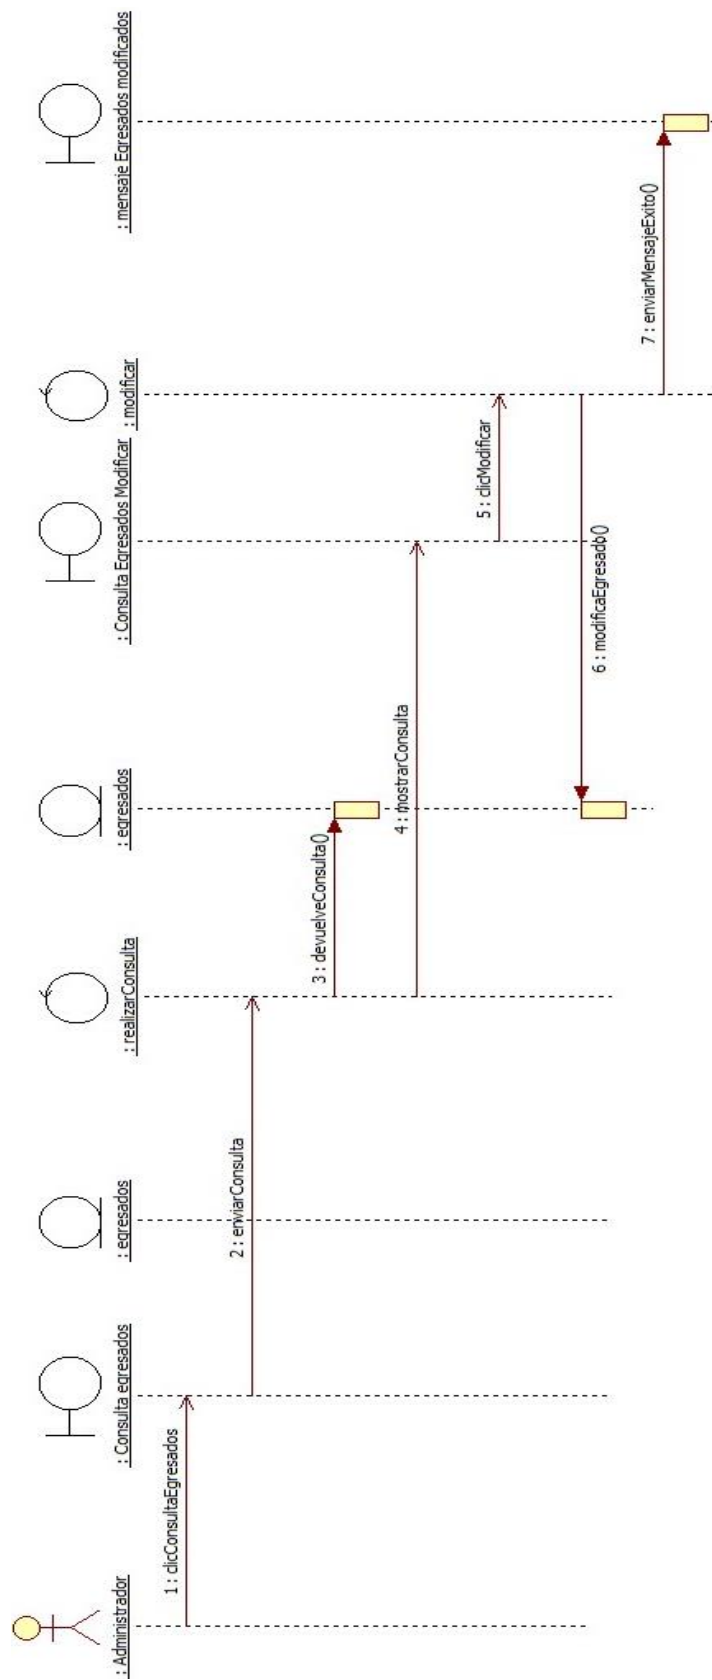 : Administrador
: Consulta egresados
: egresados
: realizarConsulta
: egresados
: Consulta Egresados Modificar
: modificar
: mensaje Egresados modificados
1 : clicConsultaEgresados
2 : enviarConsulta
3 : devuelveConsulta()
4 : mostrarConsulta
5 : clicModificar
6 : modificaEgresado()
7 : enviarMensajeExito()